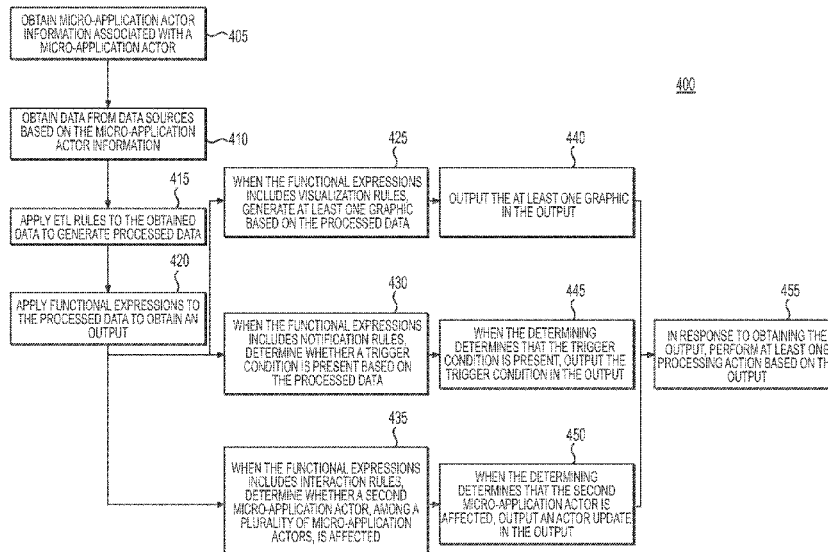 OBTAIN MICRO-APPLICATION ACTOR
INFORMATION ASSOCIATED WITH A
MICRO-APPLICATION ACTOR
405
400
OBTAIN DATA FROM DATA SOURCES
BASED ON THE MICRO-APPLICATION
ACTOR INFORMATION
410
415
APPLY ETL RULES TO THE OBTAINED
DATA TO GENERATE PROCESSED DATA
420
APPLY FUNCTIONAL EXPRESSIONS TO
THE PROCESSED DATA TO OBTAIN AN
OUTPUT
425
WHEN THE FUNCTIONAL EXPRESSIONS
INCLUDES VISUALIZATION RULES,
GENERATE AT LEAST ONE GRAPHIC
BASED ON THE PROCESSED DATA
440
OUTPUT THE AT LEAST ONE GRAPHIC
IN THE OUTPUT
430
WHEN THE FUNCTIONAL EXPRESSIONS
INCLUDES NOTIFICATION RULES,
DETERMINE WHETHER A TRIGGER
CONDITION IS PRESENT BASED ON
THE PROCESSED DATA
445
WHEN THE DETERMINING
DETERMINES THAT THE TRIGGER
CONDITION IS PRESENT, OUTPUT THE
TRIGGER CONDITION IN THE OUTPUT
435
WHEN THE FUNCTIONAL EXPRESSIONS
INCLUDES INTERACTION RULES,
DETERMINE WHETHER A SECOND
MICRO-APPLICATION ACTOR, AMONG A
PLURALITY OF MICRO-APPLICATION
ACTORS, IS AFFECTED
450
WHEN THE DETERMINING
DETERMINES THAT THE SECOND
MICRO-APPLICATION ACTOR IS
AFFECTED, OUTPUT AN ACTOR UPDATE
IN THE OUTPUT
455
IN RESPONSE TO OBTAINING THE
OUTPUT, PERFORM AT LEAST ONE
PROCESSING ACTION BASED ON THE
OUTPUT